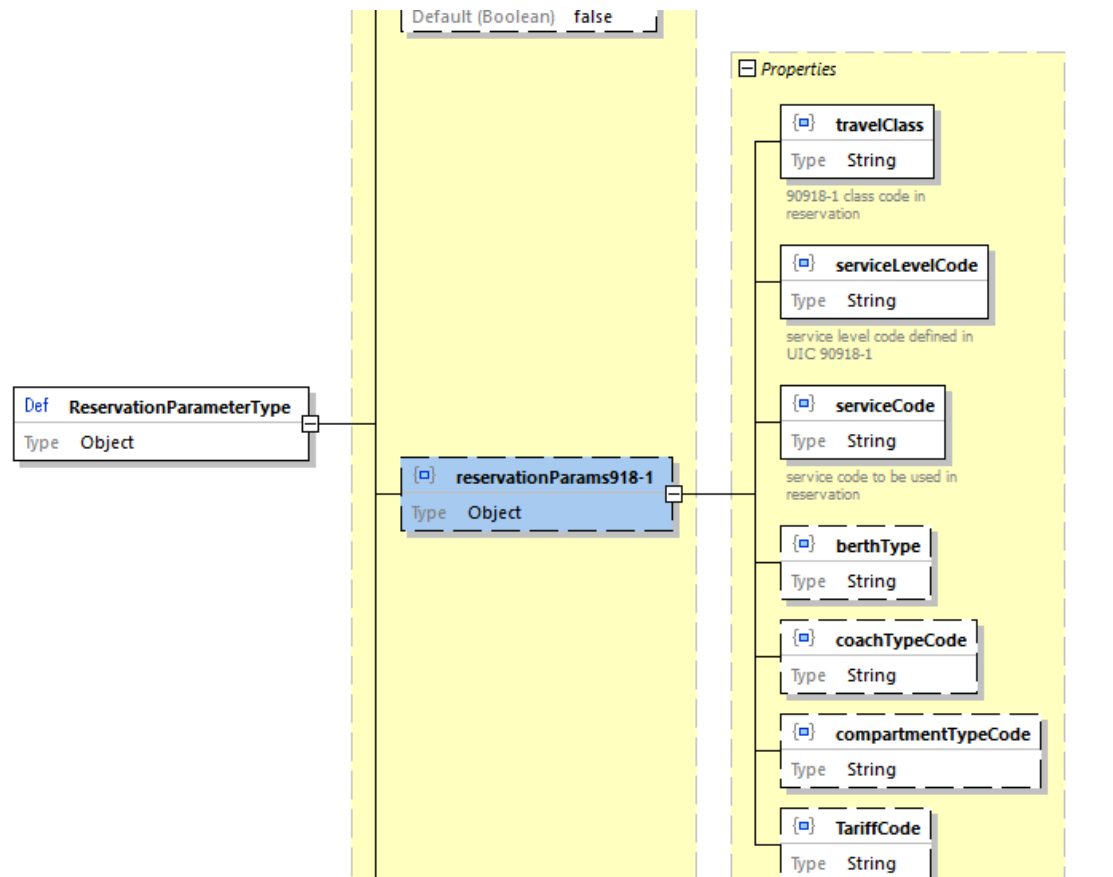 Default (Boolean) false
Properties
travelClass
Type String
90918-1 class code in
reservation
serviceLevelCode
Type String
service level code defined in
UIC 90918-1
Def ReservationParameterType
Type Object
serviceCode
Type String
service code to be used in
reservation
reservationParams918-1
Type Object
berthType
Type String
coachTypeCode
Type String
compartmentTypeCode
Type String
TariffCode
Type String